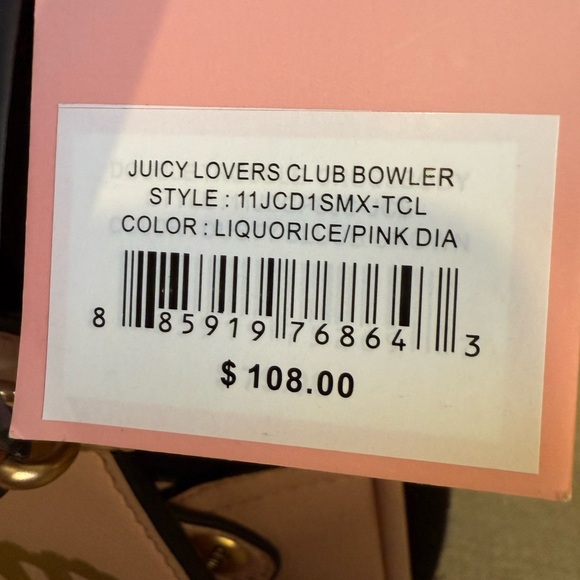 JUICY LOVERS CLUB BOWLER
STYLE : 11JCD1SMX-TCL
COLOR : LIQUORICE/PINK DIA
8 85919 76864 3
$ 108.00